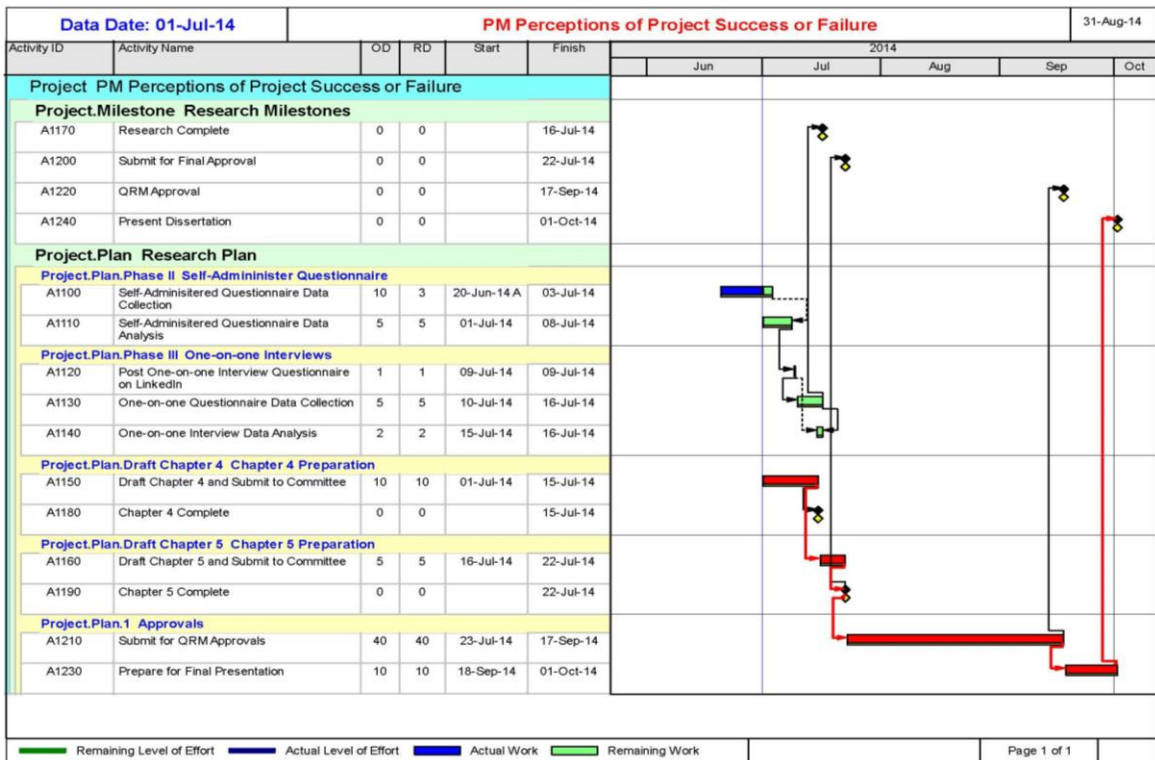 Data Date: 01-Jul-14 PM Perceptions of Project Success or Failure 31-Aug-14
Activity ID Activity Name OD RD Start Finish 2014
Jun Jul Aug Sep Oct
Project PM Perceptions of Project Success or Failure
Project.Milestone Research Milestones
A1170 Research Complete 0 0 16-Jul-14
A1200 Submit for Final Approval 0 0 22-Jul-14
A1220 QRM Approval 0 0 17-Sep-14
A1240 Present Dissertation 0 0 01-Oct-14
Project.Plan Research Plan
Project.Plan.Phase II Self-Admininister Questionnaire
A1100 Self-Adminisitered Questionnaire Data 10 3 20-Jun-14 A 03-Jul-14
Collection
A1110 Self-Adminisitered Questionnaire Data 5 5 01-Jul-14 08-Jul-14
Analysis
Project.Plan.Phase III One-on-one Interviews
A1120 Post One-on-one Interview Questionnaire 1 1 09-Jul-14 09-Jul-14
on LinkedIn
A1130 One-on-one Questionnaire Data Collection 5 5 10-Jul-14 16-Jul-14
A1140 One-on-one Interview Data Analysis 2 2 15-Jul-14 16-Jul-14
Project.Plan.Draft Chapter 4 Chapter 4 Preparation
A1150 Draft Chapter 4 and Submit to Committee 10 10 01-Jul-14 15-Jul-14
A1180 Chapter 4 Complete 0 0 15-Jul-14
Project.Plan.Draft Chapter 5 Chapter 5 Preparation
A1160 Draft Chapter 5 and Submit to Committee 5 5 16-Jul-14 22-Jul-14
A1190 Chapter 5 Complete 0 0 22-Jul-14
Project.Plan.1 Approvals
A1210 Submit for QRM Approvals 40 40 23-Jul-14 17-Sep-14
A1230 Prepare for Final Presentation 10 10 18-Sep-14 01-Oct-14
Remaining Level of Effort Actual Level of Effort Actual Work Remaining Work Page 1 of 1